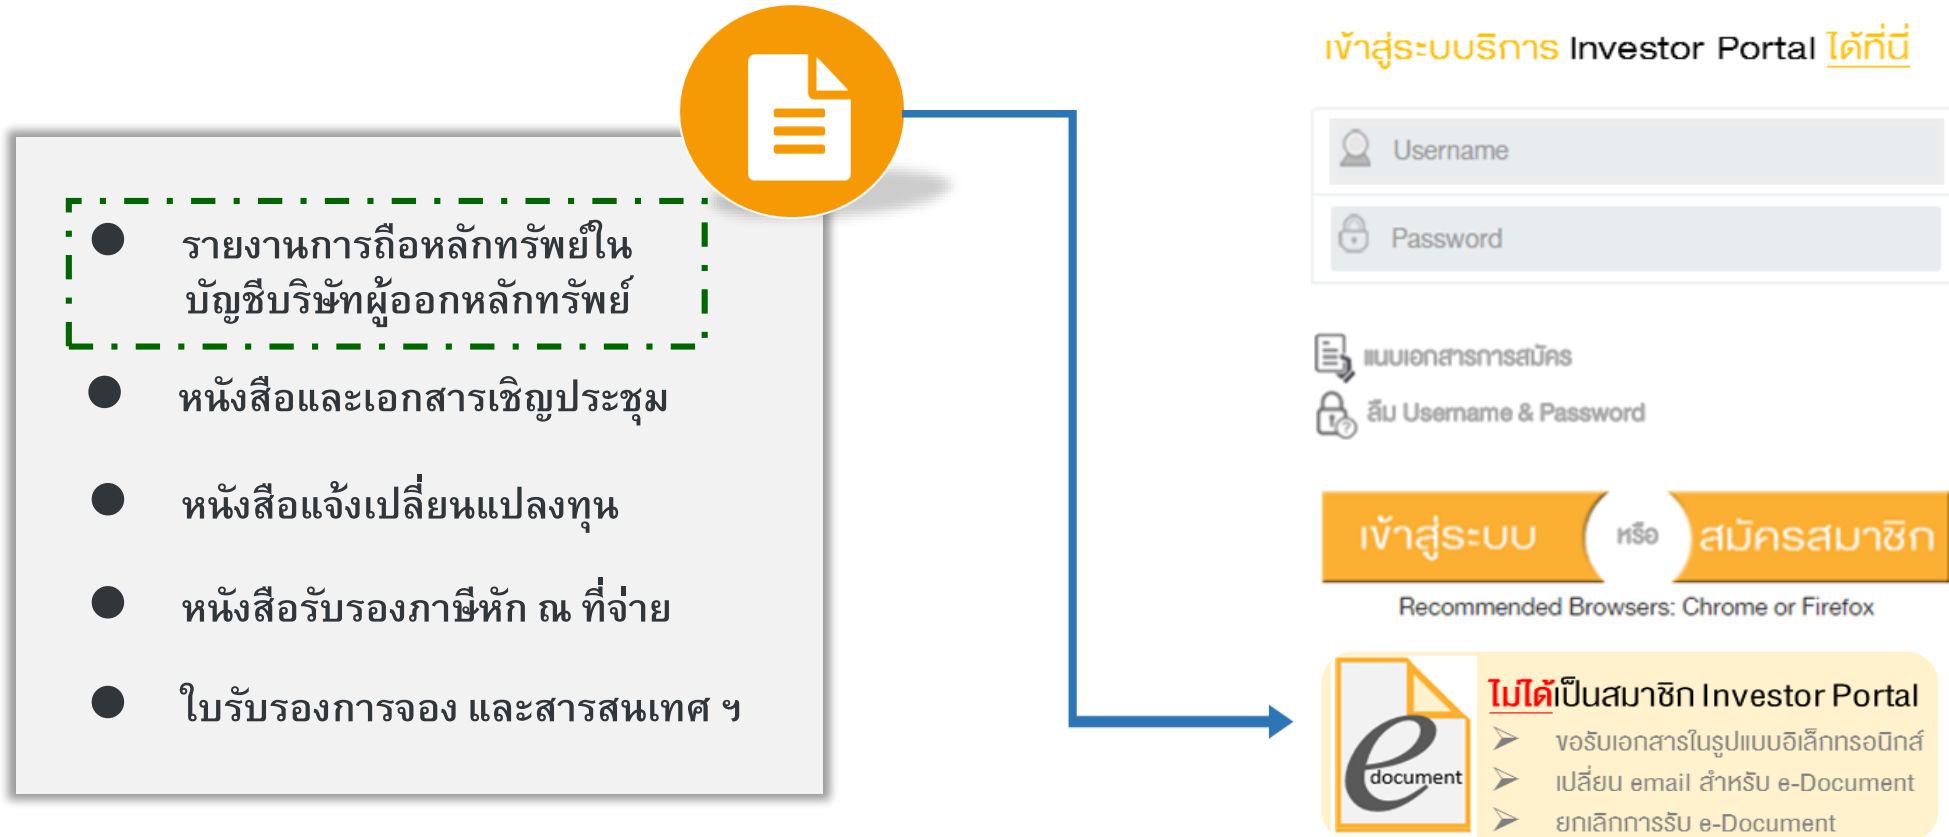 รายงานการถือหลักทรัพย์ใน
บัญชีบริษัทผู้ออกหลักทรัพย์
หนังสือและเอกสารเชิญประชุม
หนังสือแจ้งเปลี่ยนแปลงทุน
หนังสือรับรองภาษีหัก ณ ที่จ่าย
ใบรับรองการจอง และสารสนเทศ ฯ
เข้าสู่ระบบริการ Investor Portal ได้ที่นี่
Username
Password
แนบเอกสารการสมัคร
ลืม Username & Password
เข้าสู่ระบบ หรือ สมัครสมาชิก
Recommended Browsers: Chrome or Firefox
e document
ไม่ได้เป็นสมาชิก Investor Portal
ขอรับเอกสารในรูปแบบอิเล็กทรอนิกส์
เปลี่ยน email สำหรับ e-Document
ยกเลิกการรับ e-Document